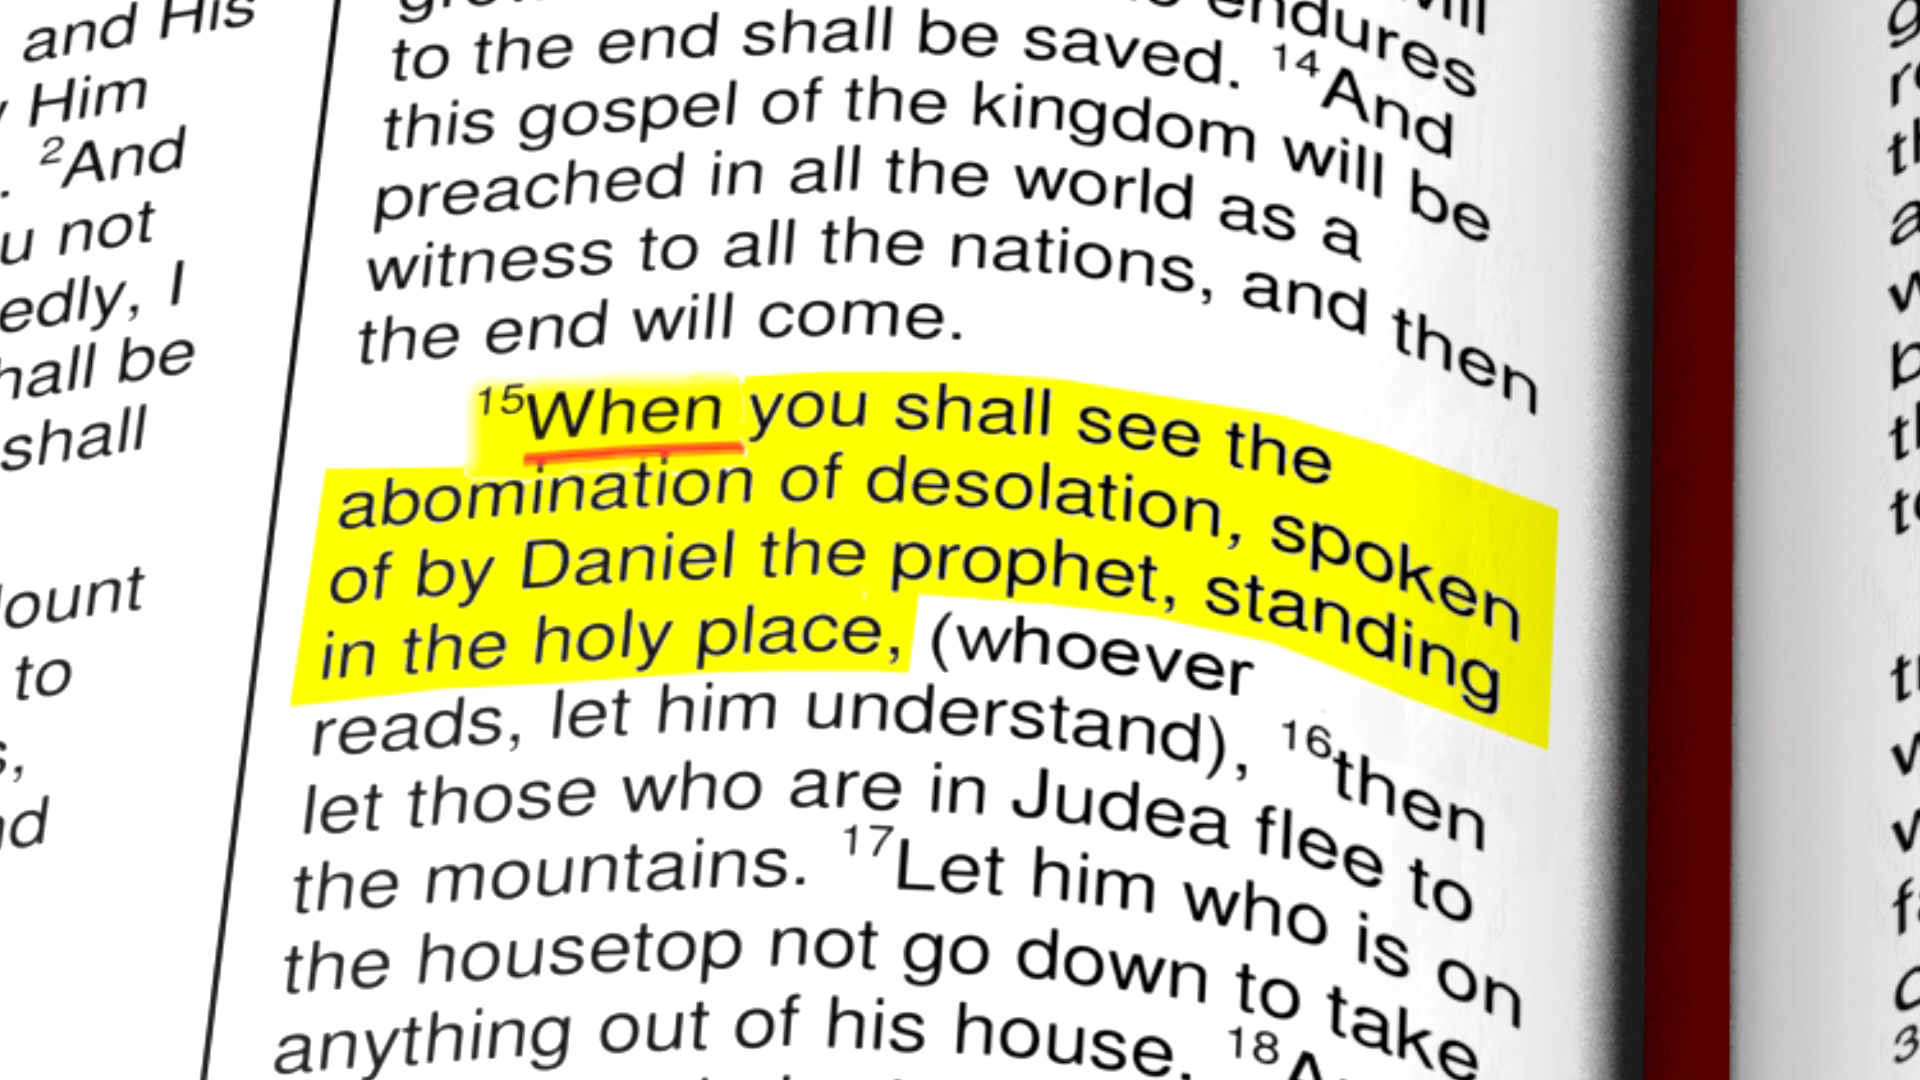 and His
Him
²And
not
I
be
shall
to
endures
to the end shall be saved. ¹⁴And
this gospel of the kingdom will be
preached in all the world as a
witness to all the nations, and then
the end will come.
¹⁵When you shall see the
abomination of desolation, spoken
of by Daniel the prophet, standing
in the holy place, (whoever
reads, let him understand), ¹⁶then
let those who are in Judea flee to
the mountains. ¹⁷Let him who is on
the housetop not go down to take
anything out of his house. ¹⁸